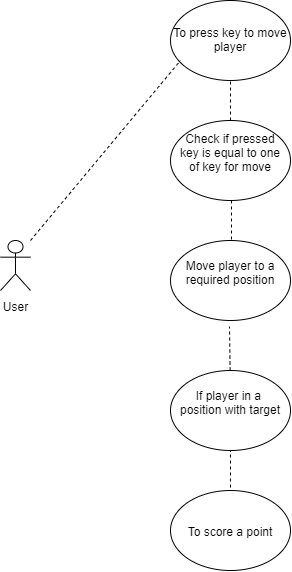 To press key to move
player
Check if pressed
key is equal to one
of key for move
User
Move player to a
required position
If player in a
position with target
To score a point